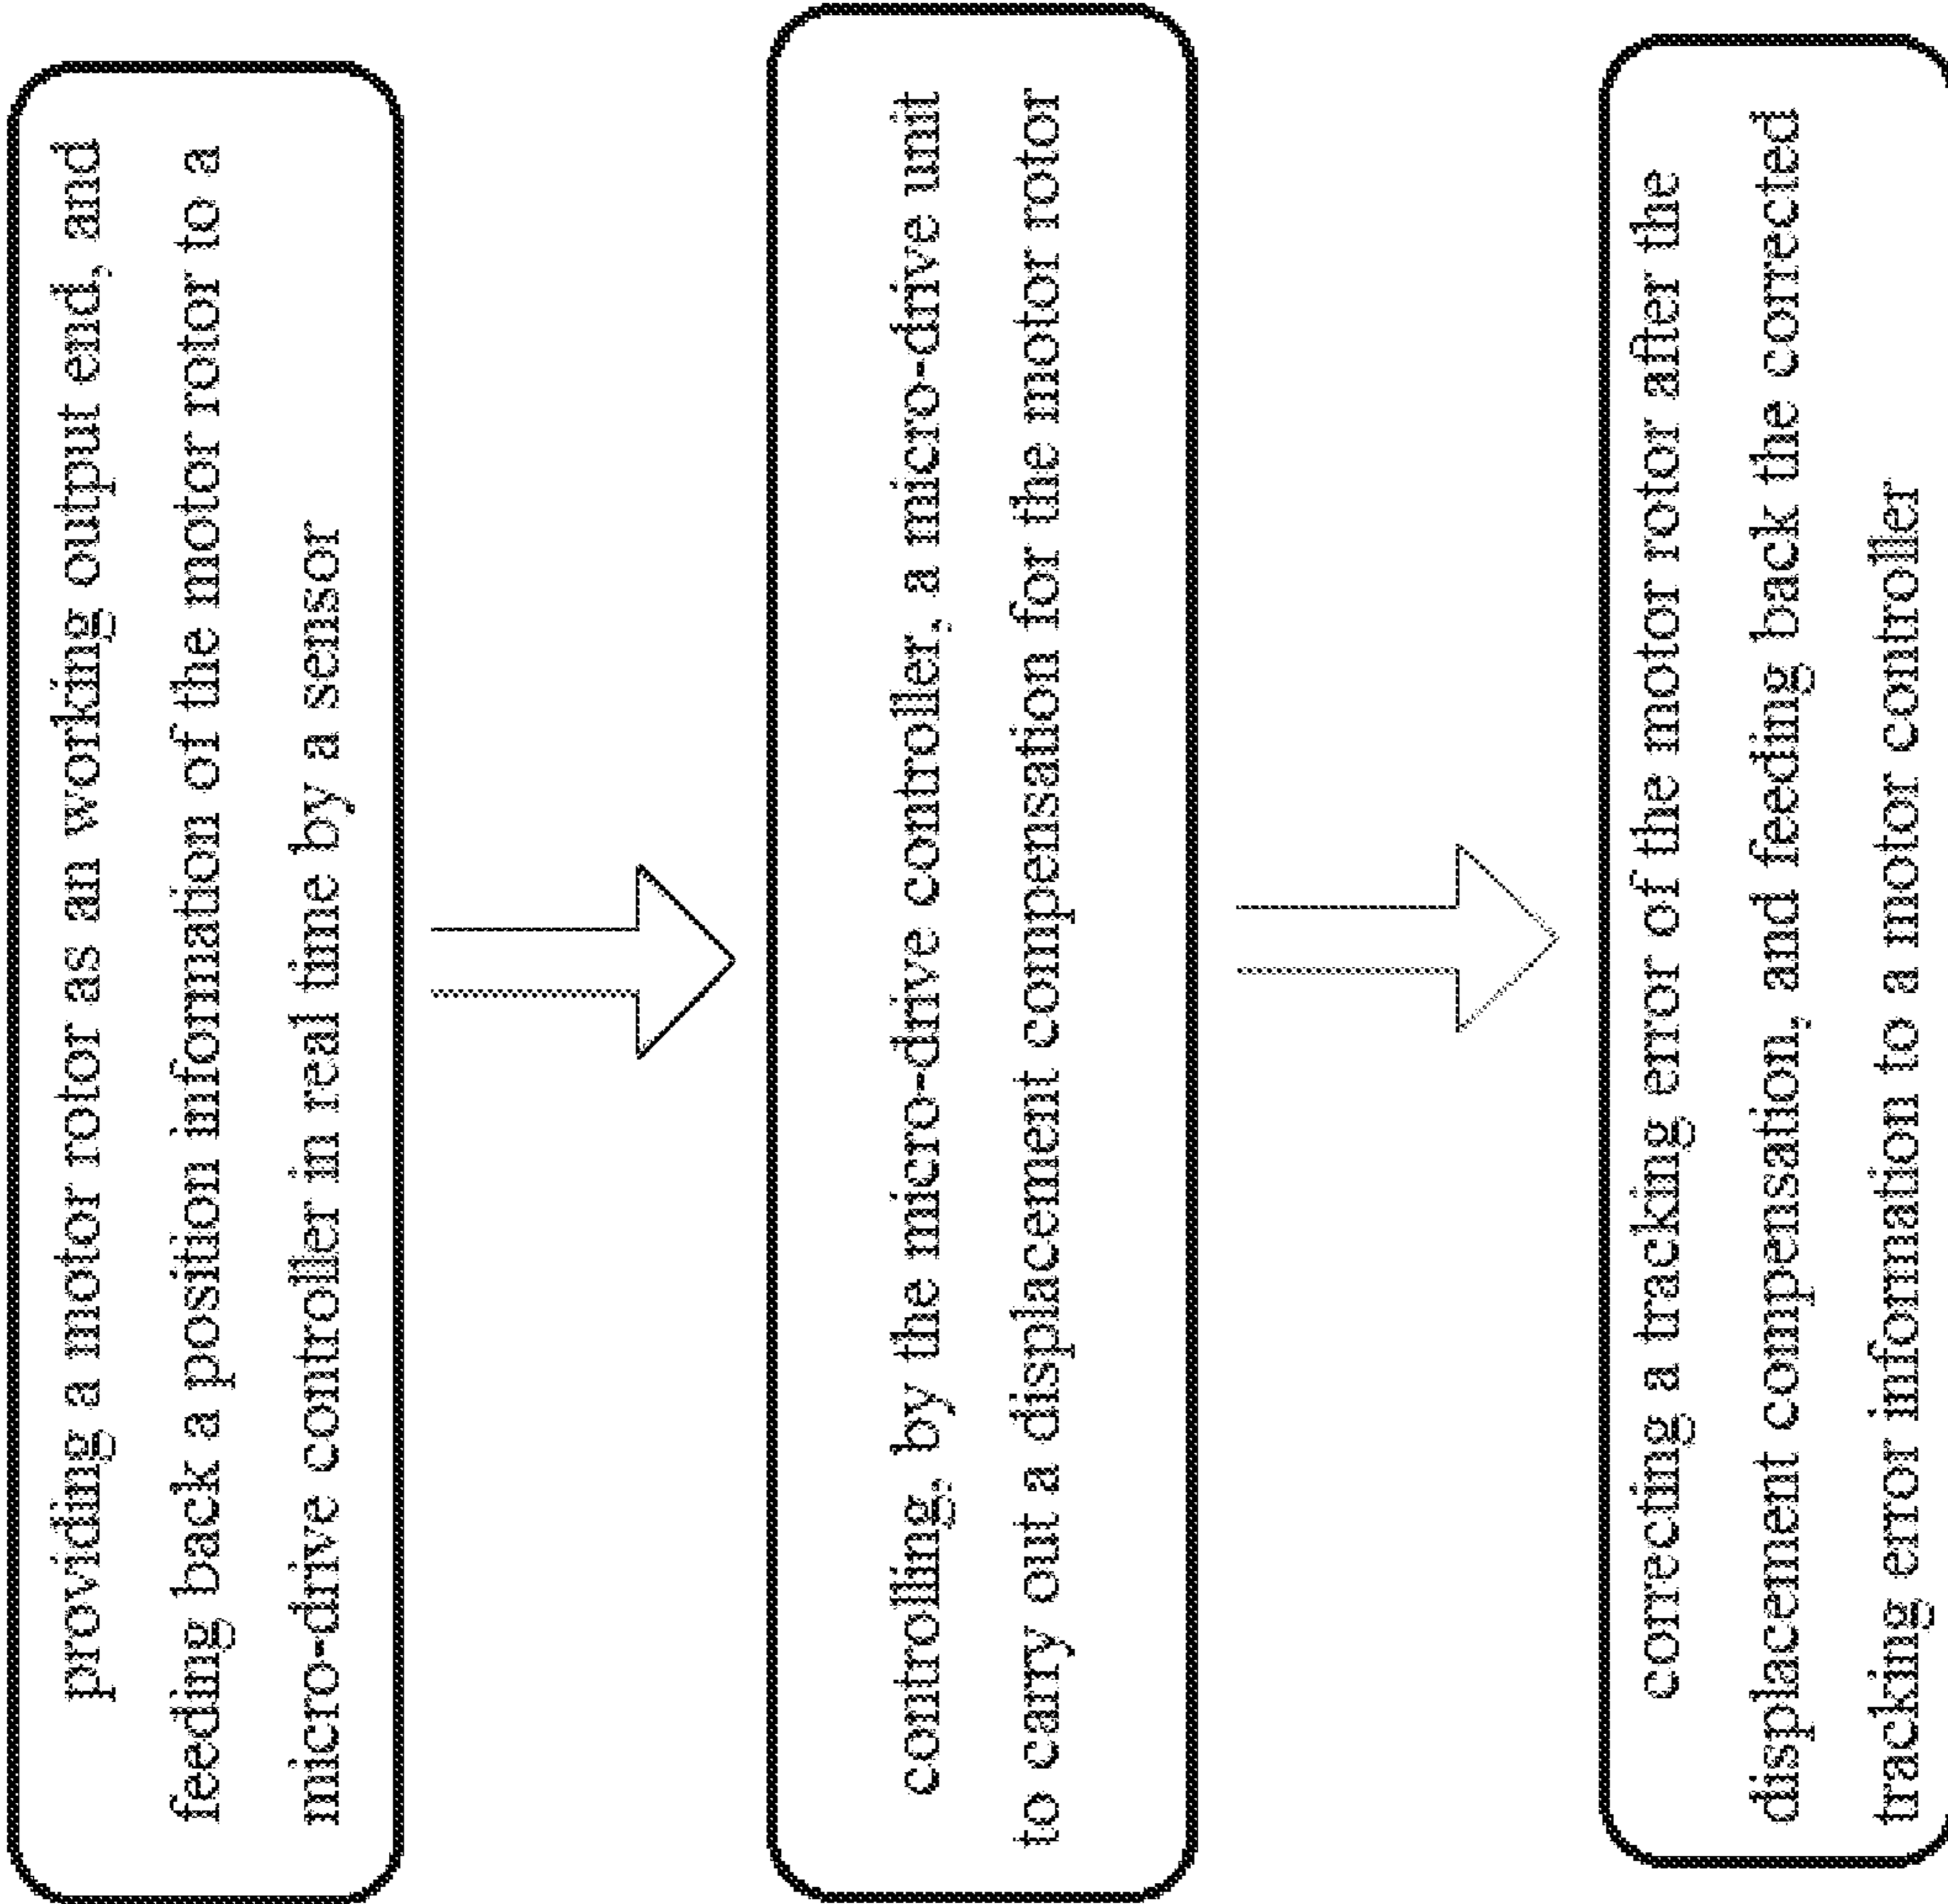 providing a motor rotor as an working output end, and
feeding back a position information of the motor rotor to a
micro-drive controller in real time by a sensor
controlling, by the micro-drive controller, a micro-drive unit
to carry out a displacement compensation for the motor rotor
correcting a tracking error of the motor rotor after the
displacement compensation, and feeding back the corrected
tracking error information to a motor controller